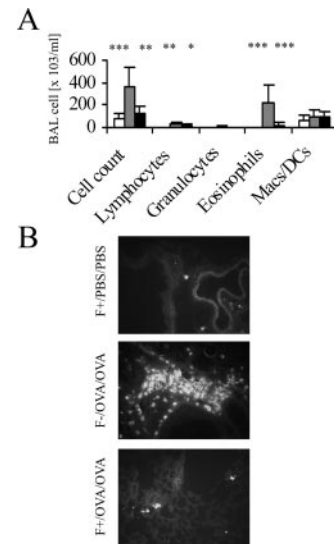 A
*** ** ** * *** ***
BAL cell [x 103/ml]
600
400
200
0
Cell count
Lymphocytes
Granulocytes
Eosinophils
Macs/DCs
B
F+/PBS/PBS
F-/OVA/OVA
F+/OVA/OVA